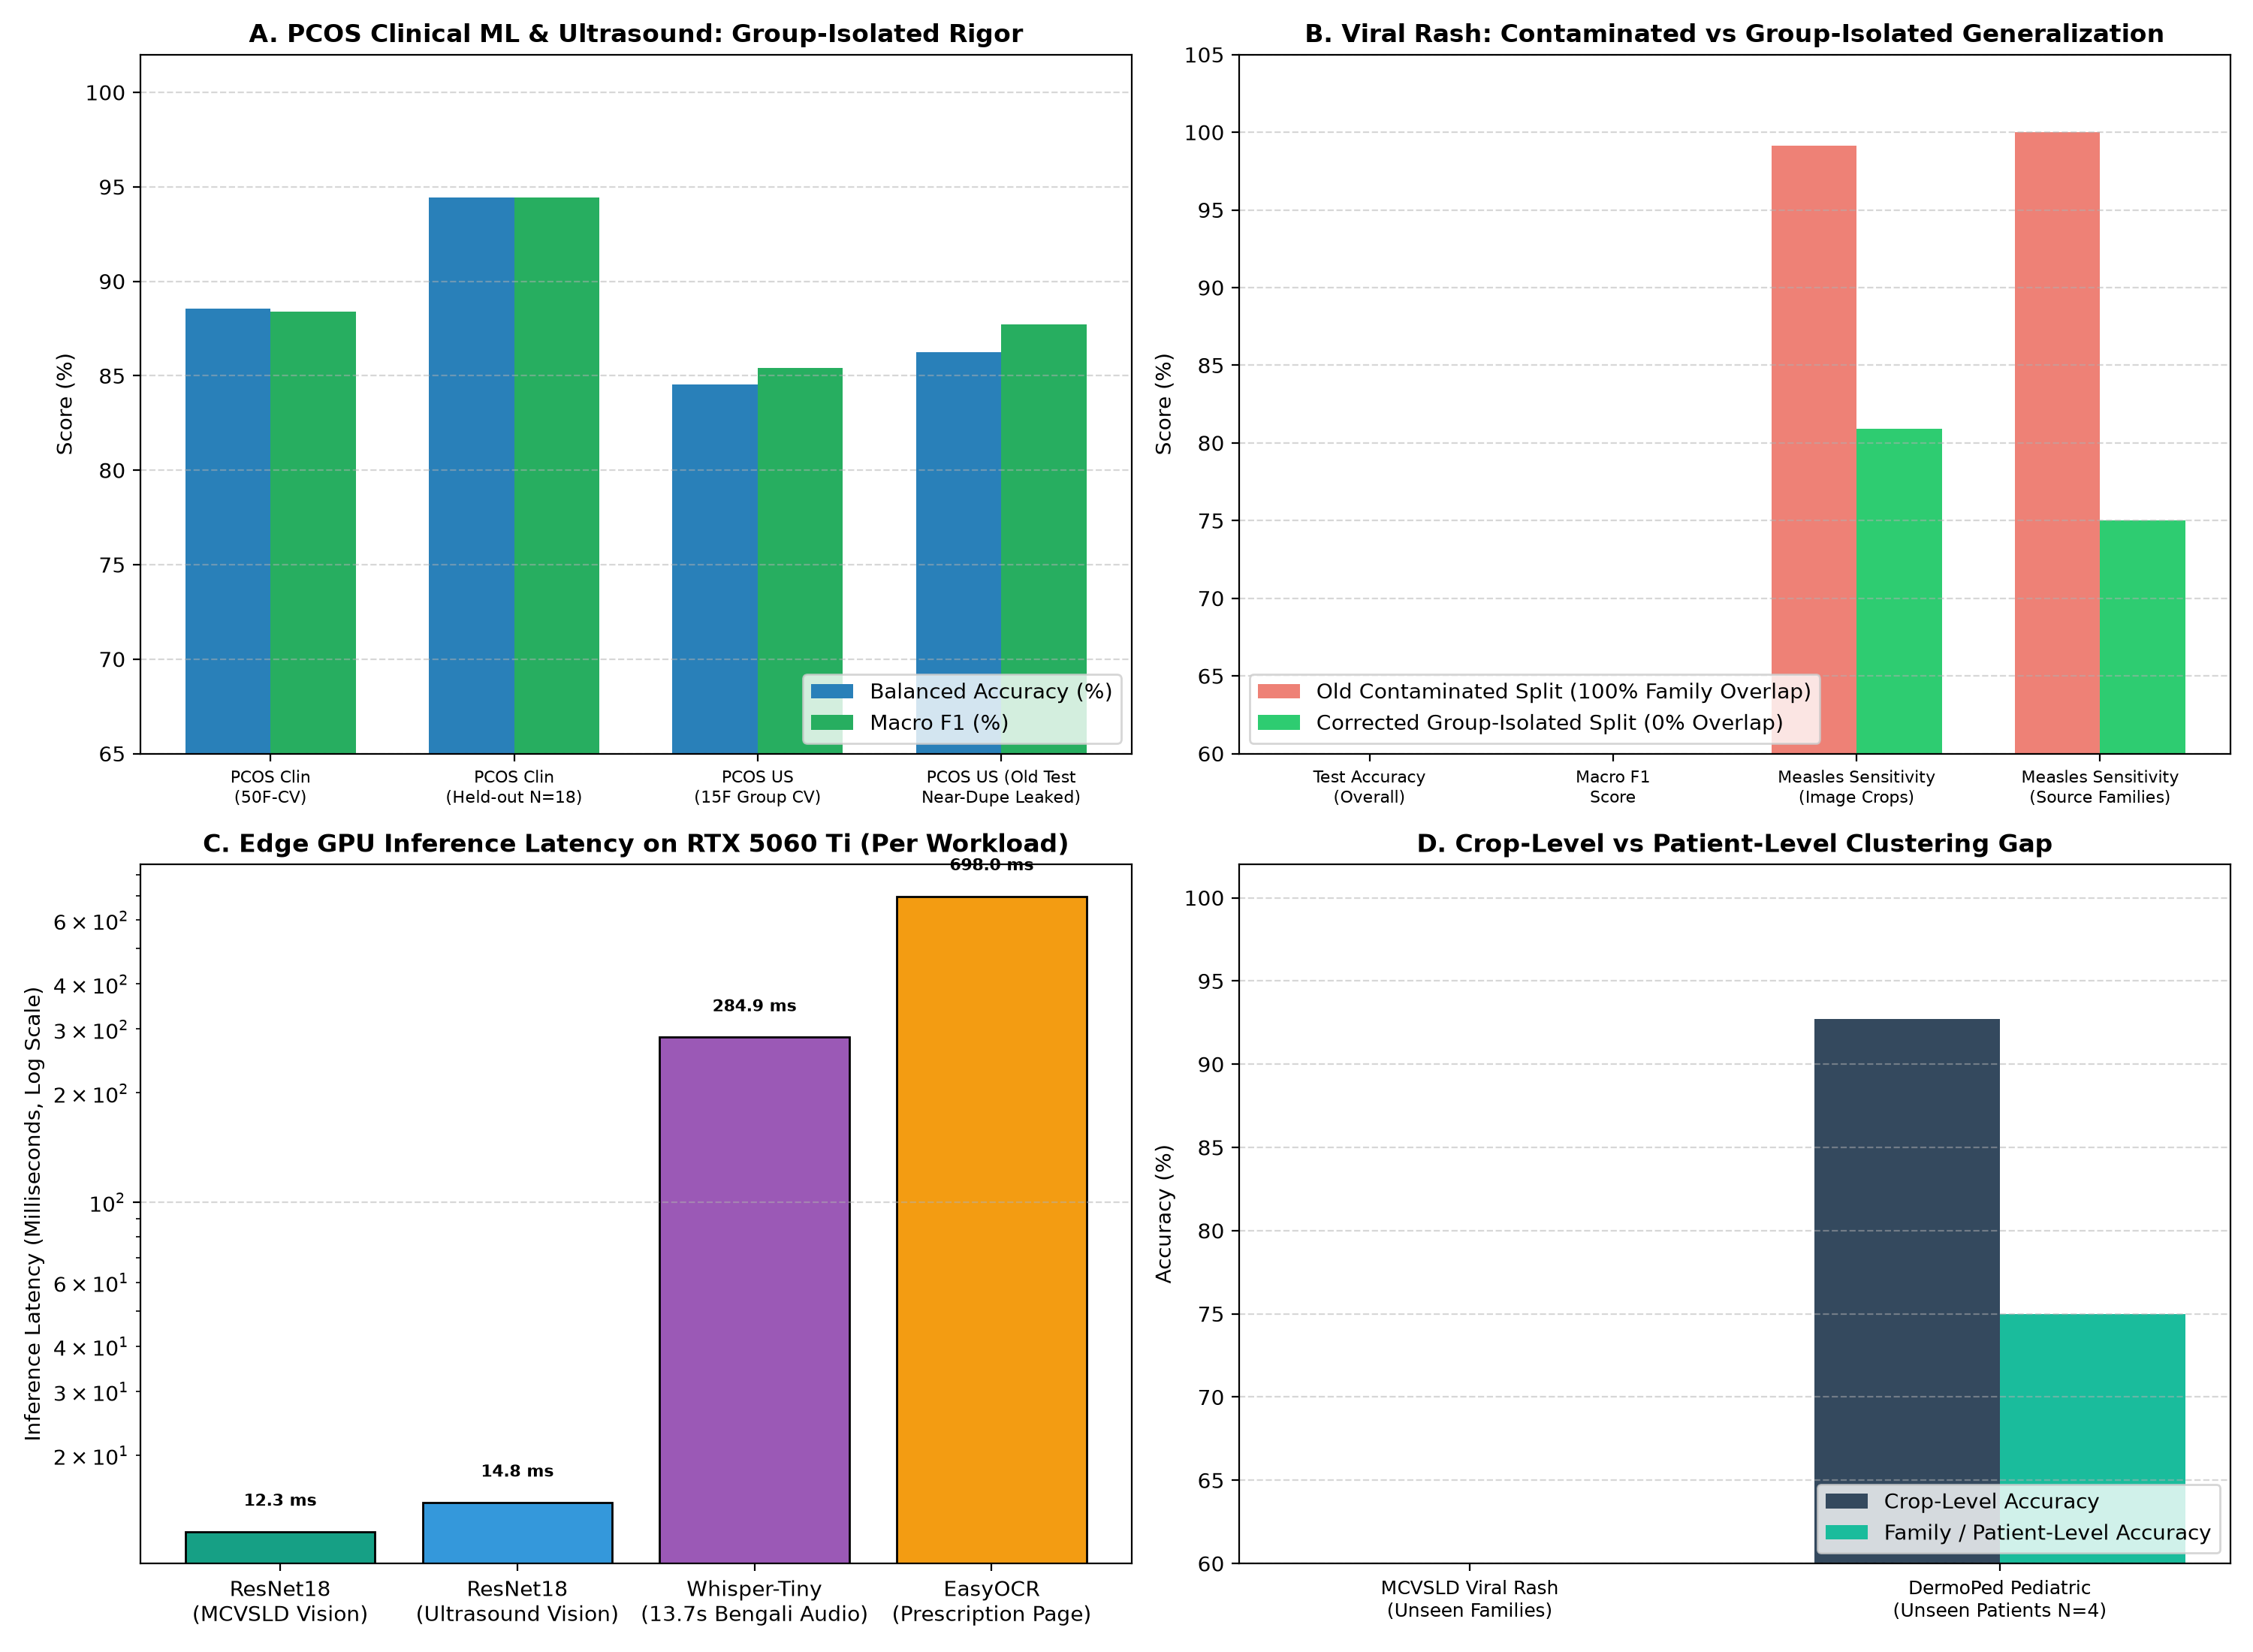 A. PCOS Clinical ML & Ultrasound: Group-Isolated Rigor
Score (%)
100
95
90
85
80
75
70
65
PCOS Clin
(50F-CV)
PCOS Clin
(Held-out N=18)
PCOS US
(15F Group CV)
PCOS US (Old Test
Near-Dupe Leaked)
Balanced Accuracy (%)
Macro F1 (%)
B. Viral Rash: Contaminated vs Group-Isolated Generalization
Score (%)
105
100
95
90
85
80
75
70
65
60
Test Accuracy
(Overall)
Macro F1
Score
Measles Sensitivity
(Image Crops)
Measles Sensitivity
(Source Families)
Old Contaminated Split (100% Family Overlap)
Corrected Group-Isolated Split (0% Overlap)
C. Edge GPU Inference Latency on RTX 5060 Ti (Per Workload)
Inference Latency (Milliseconds, Log Scale)
6 × 10²
4 × 10²
3 × 10²
2 × 10²
10²
6 × 10¹
4 × 10¹
3 × 10¹
2 × 10¹
12.3 ms
14.8 ms
284.9 ms
698.0 ms
ResNet18
(MCVSLD Vision)
ResNet18
(Ultrasound Vision)
Whisper-Tiny
(13.7s Bengali Audio)
EasyOCR
(Prescription Page)
D. Crop-Level vs Patient-Level Clustering Gap
Accuracy (%)
100
95
90
85
80
75
70
65
60
MCVSLD Viral Rash
(Unseen Families)
DermoPed Pediatric
(Unseen Patients N=4)
Crop-Level Accuracy
Family / Patient-Level Accuracy